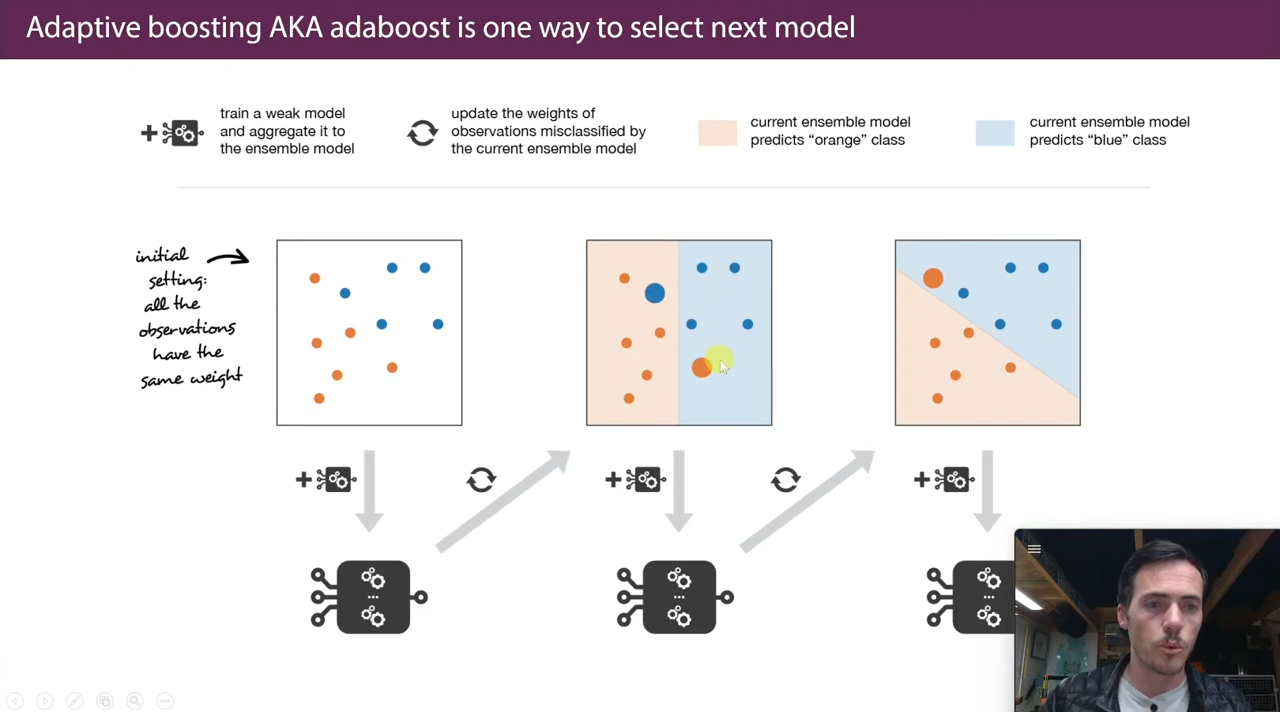 Adaptive boosting AKA adaboost is one way to select next model
train a weak model
and aggregate it to
the ensemble model
update the weights of
observations misclassified by
the current ensemble model
current ensemble model
predicts “orange” class
current ensemble model
predicts “blue” class
initial
setting:
all the
observations
have the
same weight